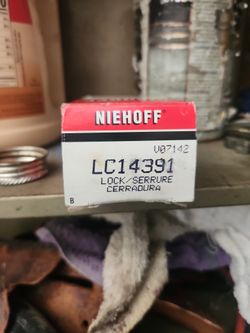 NIEHOFF
V07142
LC14391
LOCK/SERRURE
CERRADURA
B